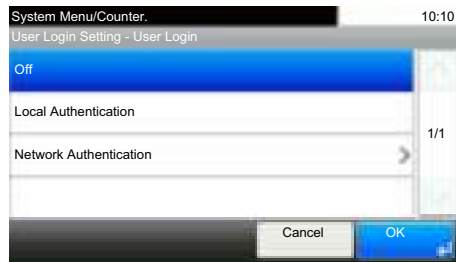 System Menu/Counter.
10:10
User Login Setting - User Login
Off
Local Authentication
1/1
Network Authentication
Cancel
OK